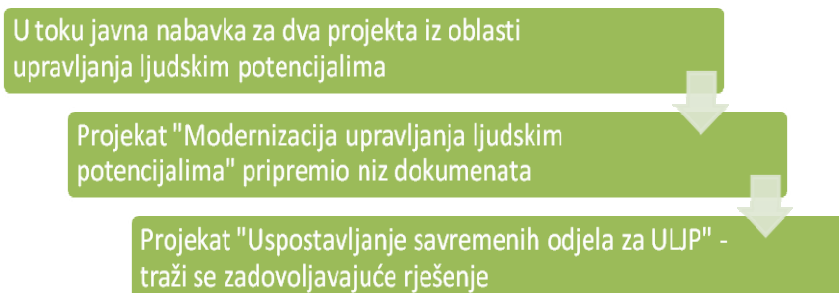 U toku javna nabavka za dva projekta iz oblasti
upravljanja ljudskim potencijalima
Projekat "Modernizacija upravljanja ljudskim
potencijalima" pripremio niz dokumenata
Projekat "Uspostavljanje savremenih odjela za ULJP" -
traži se zadovoljavajuće rješenje